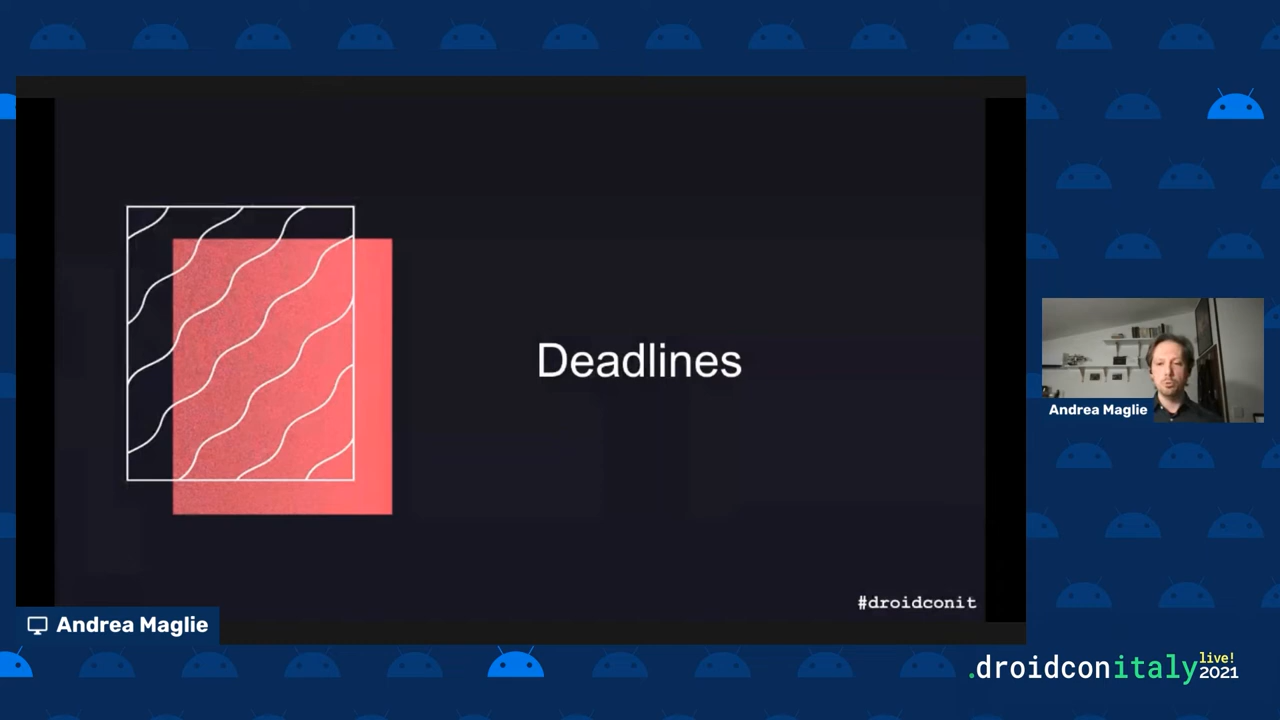 Deadlines
#droidconit
Andrea Maglie
Andrea Maglie
.droidconitaly live! 2021